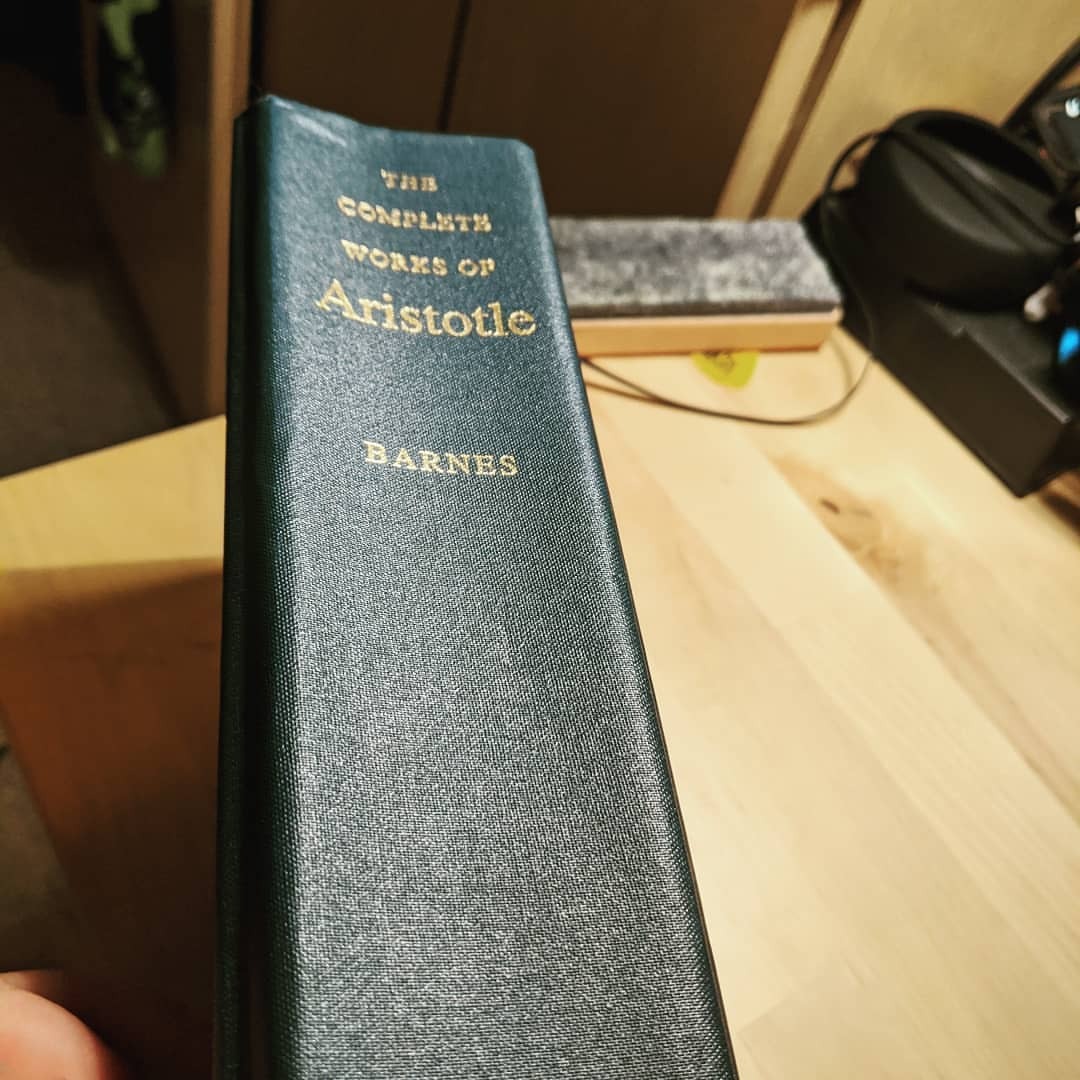 THE
COMPLETE
WORKS OF
Aristotle
BARNES